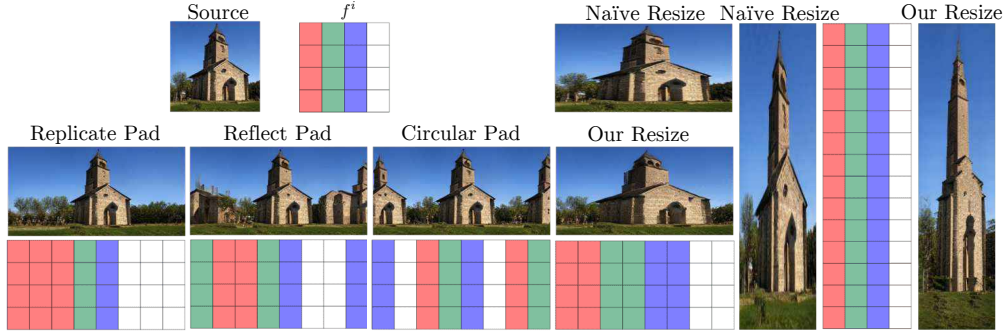 Source
f^i
Naïve Resize
Naïve Resize
Our Resize
Replicate Pad
Reflect Pad
Circular Pad
Our Resize